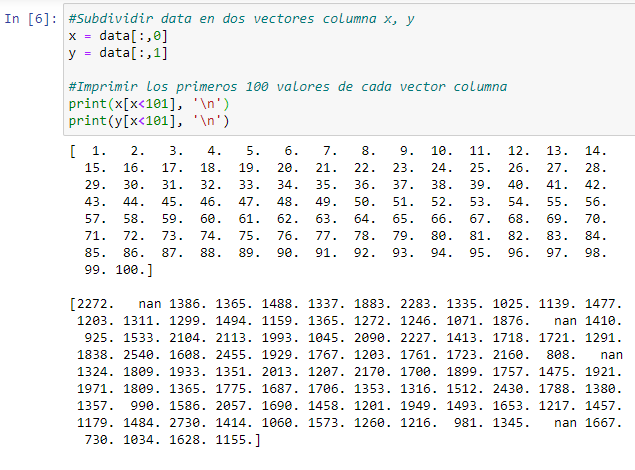 In [6]: #Subdividir data en dos vectores columna x, y
x = data[:,0]
y = data[:,1]
#Imprimir los primeros 100 valores de cada vector columna
print(x[x<101], '\n')
print(y[x<101], '\n')
[ 1. 2. 3. 4. 5. 6. 7. 8. 9. 10. 11. 12. 13. 14.
15. 16. 17. 18. 19. 20. 21. 22. 23. 24. 25. 26. 27. 28.
29. 30. 31. 32. 33. 34. 35. 36. 37. 38. 39. 40. 41. 42.
43. 44. 45. 46. 47. 48. 49. 50. 51. 52. 53. 54. 55. 56.
57. 58. 59. 60. 61. 62. 63. 64. 65. 66. 67. 68. 69. 70.
71. 72. 73. 74. 75. 76. 77. 78. 79. 80. 81. 82. 83. 84.
85. 86. 87. 88. 89. 90. 91. 92. 93. 94. 95. 96. 97. 98.
99. 100.]
[2272. nan 1386. 1365. 1488. 1337. 1883. 2283. 1335. 1025. 1139. 1477.
1203. 1311. 1299. 1494. 1159. 1365. 1272. 1246. 1071. 1876. nan 1410.
925. 1533. 2104. 2113. 1993. 1045. 2090. 2227. 1413. 1718. 1721. 1291.
1838. 2540. 1608. 2455. 1929. 1767. 1203. 1761. 1723. 2160. 808. nan
1324. 1809. 1933. 1351. 2013. 1207. 2170. 1700. 1899. 1757. 1475. 1921.
1971. 1809. 1365. 1775. 1687. 1706. 1353. 1316. 1512. 2430. 1788. 1380.
1357. 990. 1586. 2057. 1690. 1458. 1201. 1949. 1493. 1653. 1217. 1457.
1179. 1484. 2730. 1414. 1060. 1573. 1260. 1216. 981. 1345. nan 1667.
730. 1034. 1628. 1155.]